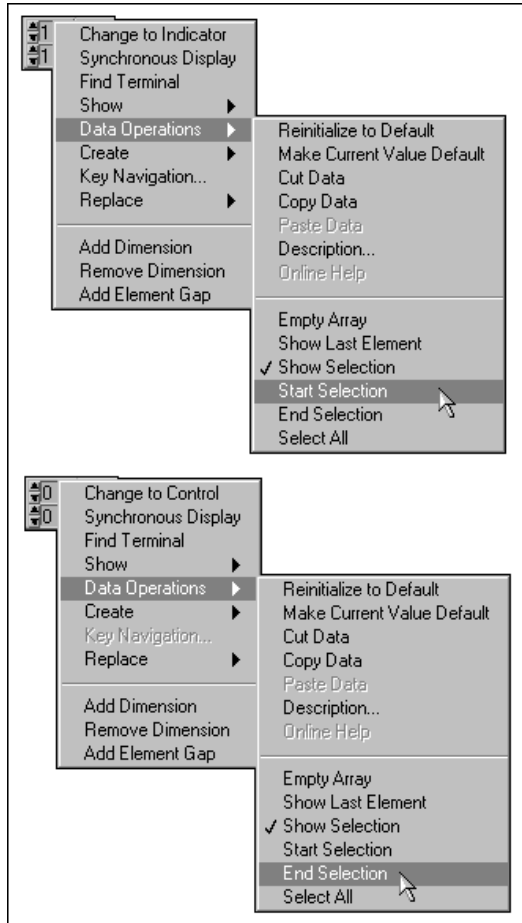 1
1
Change to Indicator
Synchronous Display
Find Terminal
Show
Data Operations
Create
Key Navigation...
Replace
Add Dimension
Remove Dimension
Add Element Gap
Reinitialize to Default
Make Current Value Default
Cut Data
Copy Data
Paste Data
Description...
Online Help
Empty Array
Show Last Element
✓ Show Selection
Start Selection
End Selection
Select All
0
0
Change to Control
Synchronous Display
Find Terminal
Show
Data Operations
Create
Key Navigation...
Replace
Add Dimension
Remove Dimension
Add Element Gap
Reinitialize to Default
Make Current Value Default
Cut Data
Copy Data
Paste Data
Description...
Online Help
Empty Array
Show Last Element
✓ Show Selection
Start Selection
End Selection
Select All